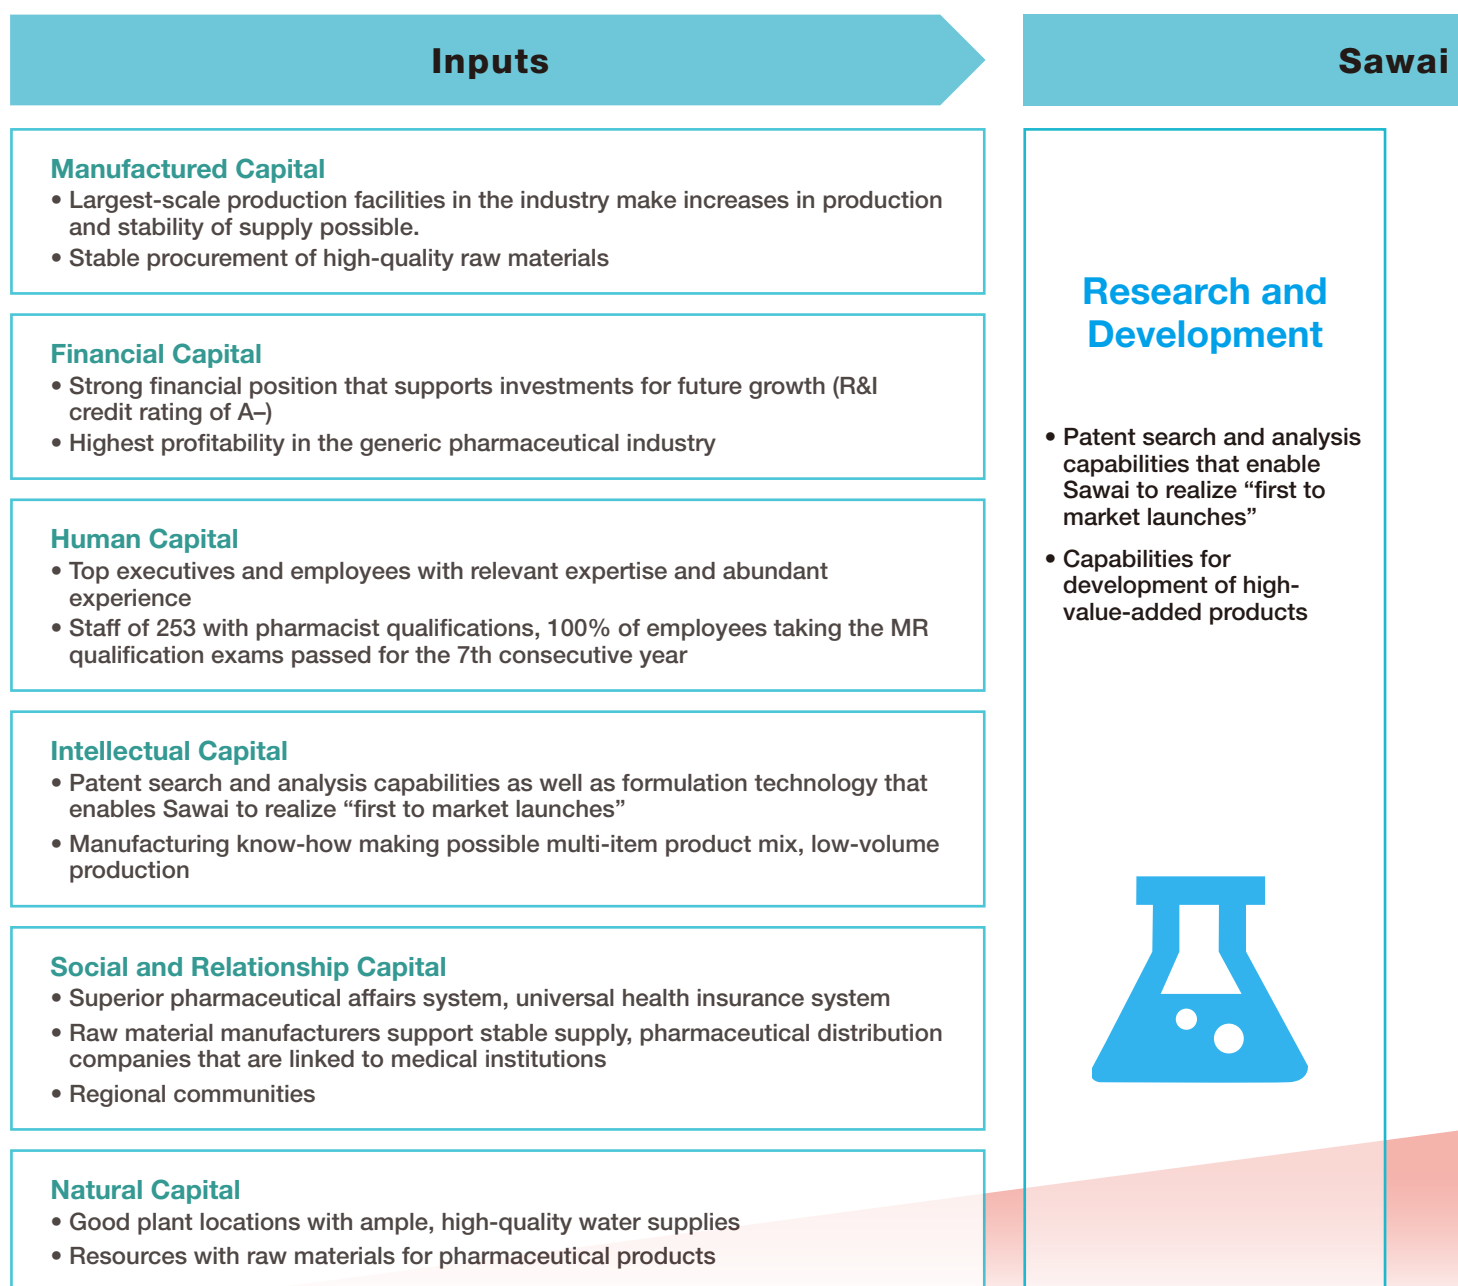 Inputs
Manufactured Capital
• Largest-scale production facilities in the industry make increases in production
and stability of supply possible.
• Stable procurement of high-quality raw materials
Financial Capital
• Strong financial position that supports investments for future growth (R&I
credit rating of A–)
• Highest profitability in the generic pharmaceutical industry
Human Capital
• Top executives and employees with relevant expertise and abundant
experience
• Staff of 253 with pharmacist qualifications, 100% of employees taking the MR
qualification exams passed for the 7th consecutive year
Intellectual Capital
• Patent search and analysis capabilities as well as formulation technology that
enables Sawai to realize “first to market launches”
• Manufacturing know-how making possible multi-item product mix, low-volume
production
Social and Relationship Capital
• Superior pharmaceutical affairs system, universal health insurance system
• Raw material manufacturers support stable supply, pharmaceutical distribution
companies that are linked to medical institutions
• Regional communities
Natural Capital
• Good plant locations with ample, high-quality water supplies
• Resources with raw materials for pharmaceutical products
Sawai
Research and
Development
• Patent search and analysis
capabilities that enable
Sawai to realize “first to
market launches”
• Capabilities for
development of high-
value-added products